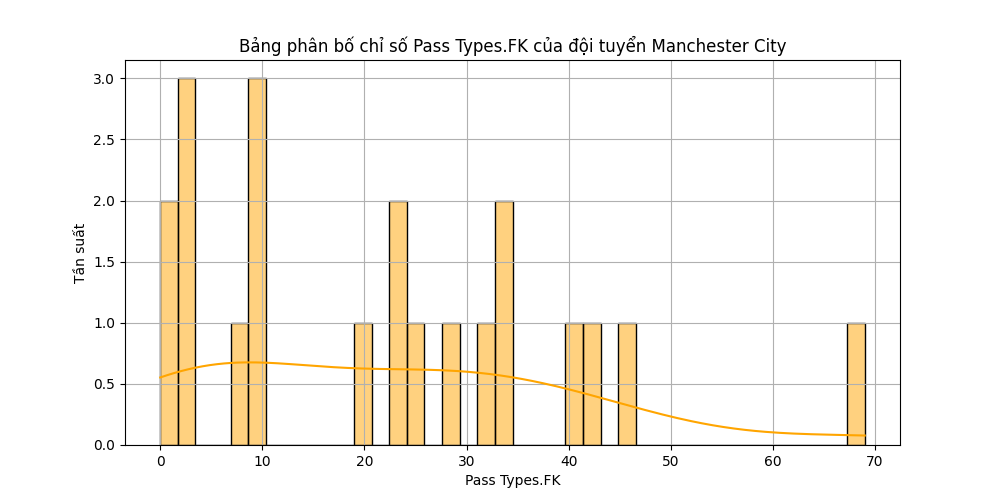 Bảng phân bố chỉ số Pass Types.FK của đội tuyển Manchester City
3.0
2.5
2.0
1.5
1.0
0.5
0.0
Tần suất
0 10 20 30 40 50 60 70
Pass Types.FK